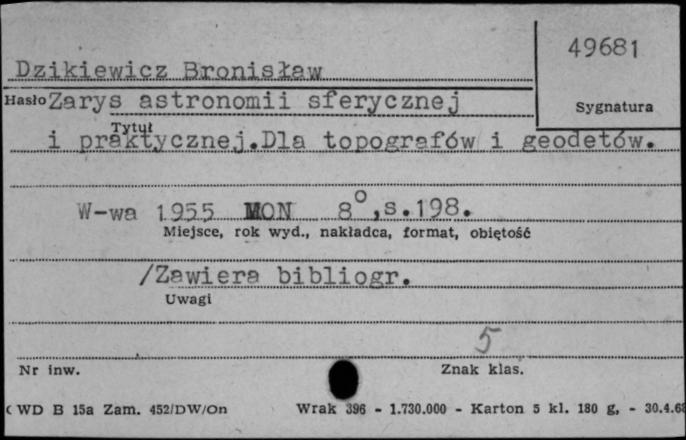 49681
Dzikiewicz Bronisław
Hasło Zarys astronomii sferycznej
Sygnatura
Tytuł
i praktycznej.Dla topografów i geodetów.
W-wa 1955 MON 8°,s.198.
Miejsce, rok wyd., nakładca, format, objętość
/Zawiera bibliogr.
Uwagi
5
Nr inw.
Znak klas.
WD B 15a Zam. 452/DW/On Wrak 396 - 1.730.000 - Karton 5 kl. 180 g, - 30.4.68